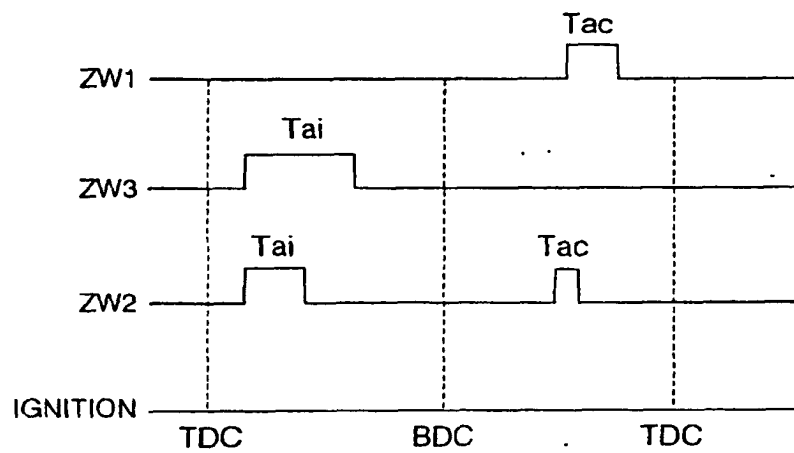 Tac
ZW1
Tai
ZW3
Tai Tac
ZW2
IGNITION
TDC BDC TDC